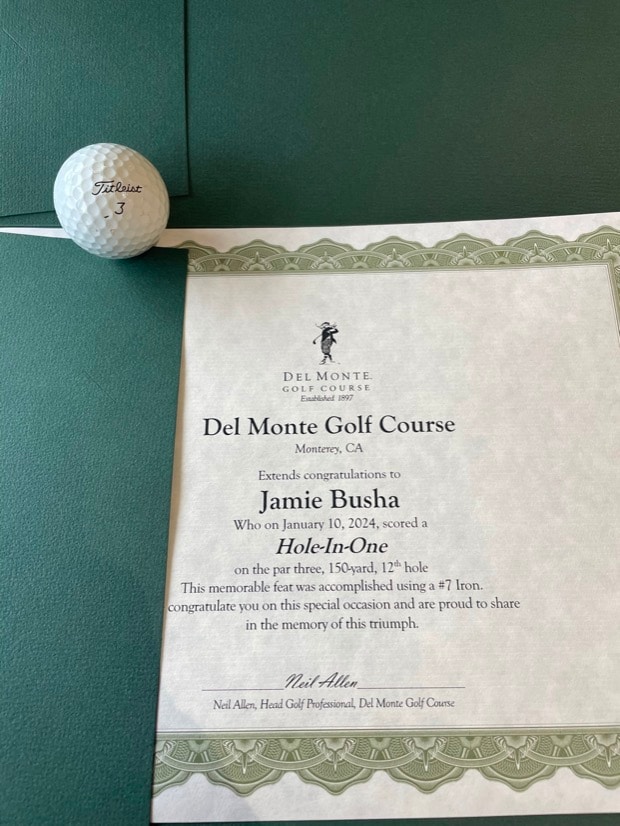 Titleist
3
DEL MONTE
GOLF COURSE
Established 1897
Del Monte Golf Course
Monterey, CA
Extends congratulations to
Jamie Busha
Who on January 10, 2024, scored a
Hole-In-One
on the par three, 150-yard, 12th hole
This memorable feat was accomplished using a #7 Iron.
congratulate you on this special occasion and are proud to share
in the memory of this triumph.
Neil Allen
Neil Allen, Head Golf Professional, Del Monte Golf Course